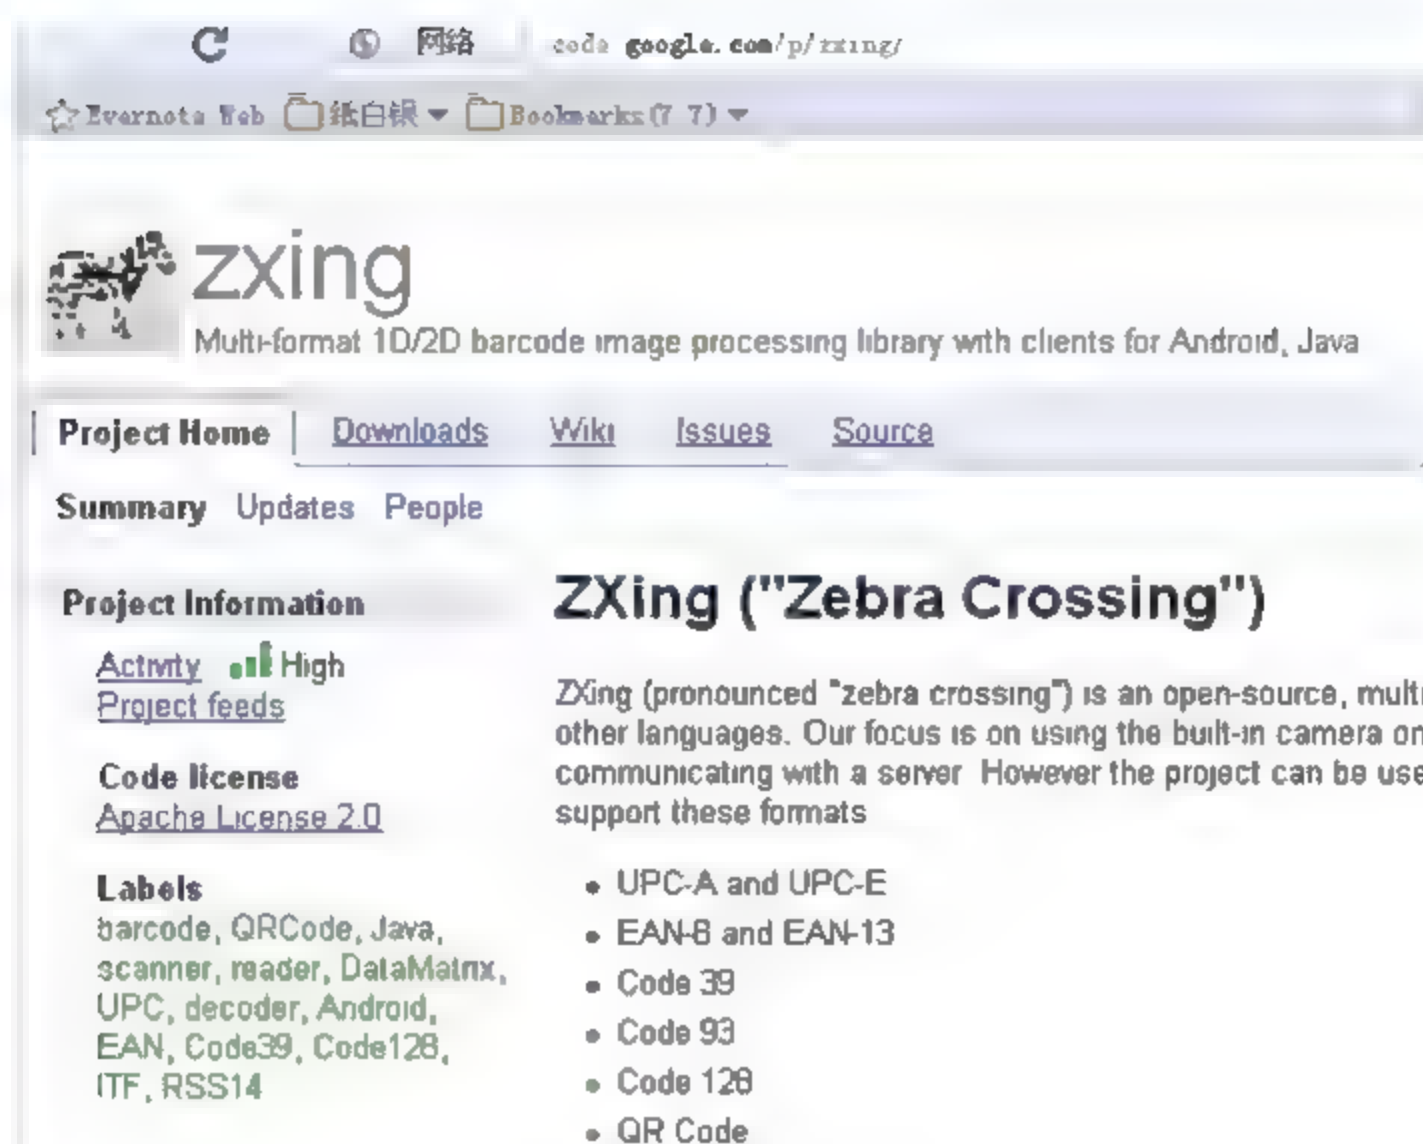 网络 code.google.com/p/zxing/
Evernote Web 纸白银 Bookmarks(7 7)
zxing
Multi-format 1D/2D barcode image processing library with clients for Android, Java
Project Home Downloads Wiki Issues Source
Summary Updates People
Project Information
Activity High
Project feeds
Code license
Apache License 2.0
Labels
barcode, QRCode, Java,
scanner, reader, DataMatrix,
UPC, decoder, Android,
EAN, Code39, Code128,
ITF, RSS14
ZXing ("Zebra Crossing")
ZXing (pronounced "zebra crossing") is an open-source, multi
other languages. Our focus is on using the built-in camera on
communicating with a server. However the project can be use
support these formats
• UPC-A and UPC-E
• EAN-8 and EAN-13
• Code 39
• Code 93
• Code 128
• QR Code